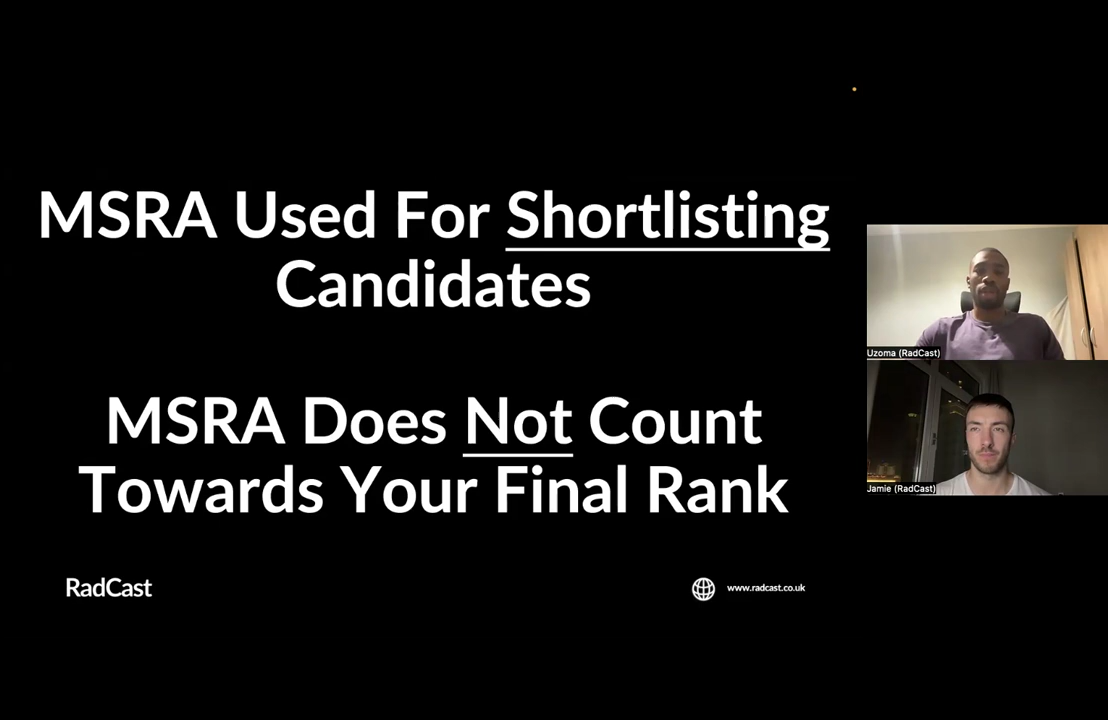 MSRA Used For Shortlisting
Candidates
MSRA Does Not Count
Towards Your Final Rank
RadCast
www.radcast.co.uk
Uzoma (RadCast)
Jamie (RadCast)